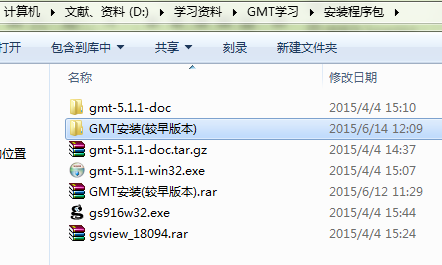 计算机 ▸ 文献、资料 (D:) ▸ 学习资料 ▸ GMT学习 ▸ 安装程序包 ▸
打开 包含到库中 共享 刻录 新建文件夹
名称 修改日期
gmt-5.1.1-doc 2015/4/4 15:10
GMT安装(较早版本) 2015/6/14 12:09
gmt-5.1.1-doc.tar.gz 2015/4/4 14:37
gmt-5.1.1-win32.exe 2015/4/4 15:07
GMT安装(较早版本).rar 2015/6/12 11:29
gs916w32.exe 2015/4/4 15:44
gsview_18094.rar 2015/4/4 15:24
的位置